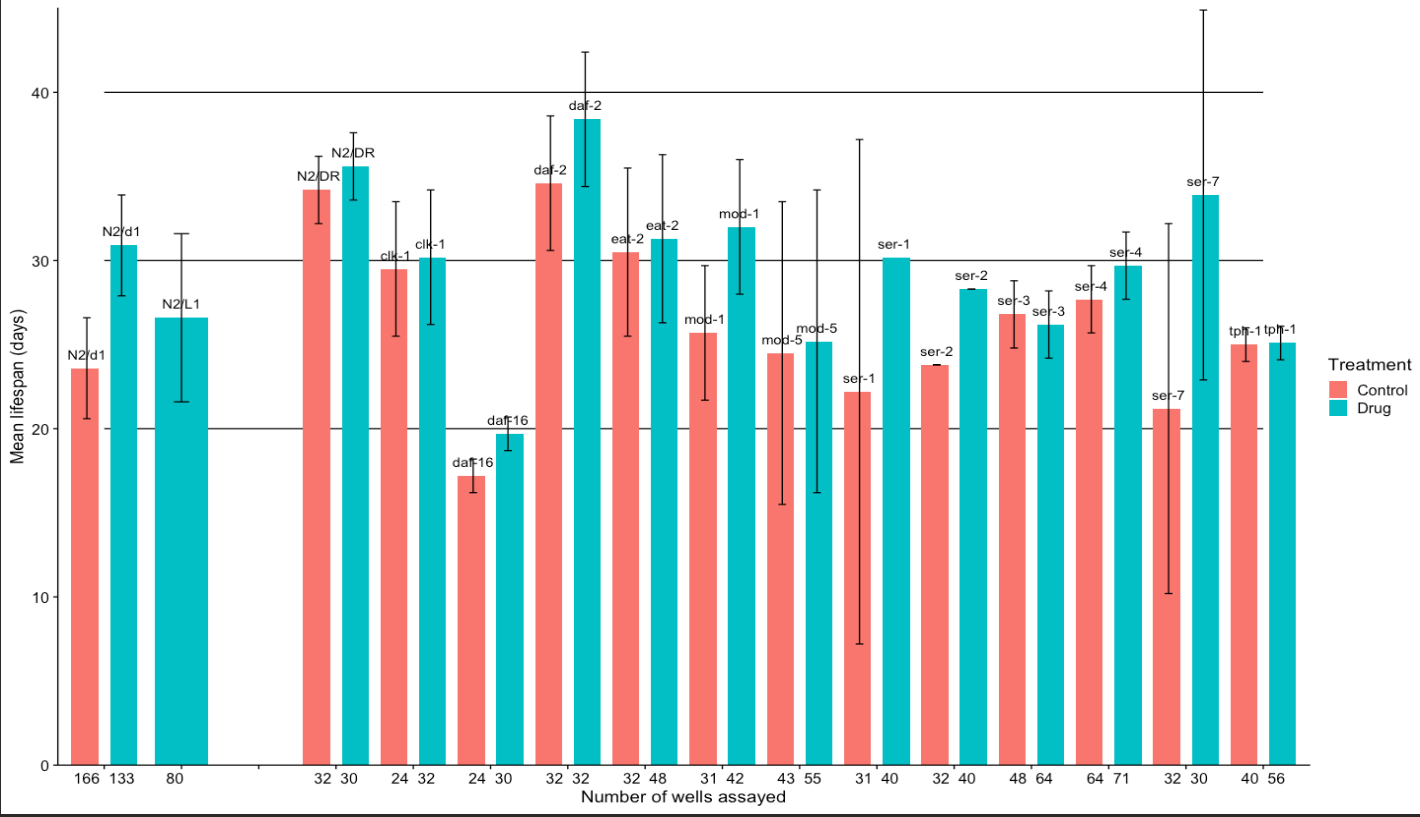 40
30
20
10
0
Mean lifespan (days)
N2/d1
N2/d1
N2/L1
N2/DR
N2/DR
clk-1
clk-1
daf-16
daf-16
daf-2
daf-2
eat-2
eat-2
mod-1
mod-1
mod-5
mod-5
ser-1
ser-1
ser-2
ser-2
ser-3
ser-3
ser-4
ser-4
ser-7
ser-7
tph-1
tph-1
166 133 80 32 30 24 32 24 30 32 32 32 48 31 42 43 55 31 40 32 40 48 64 64 71 32 30 40 56
Number of wells assayed
Treatment
Control
Drug